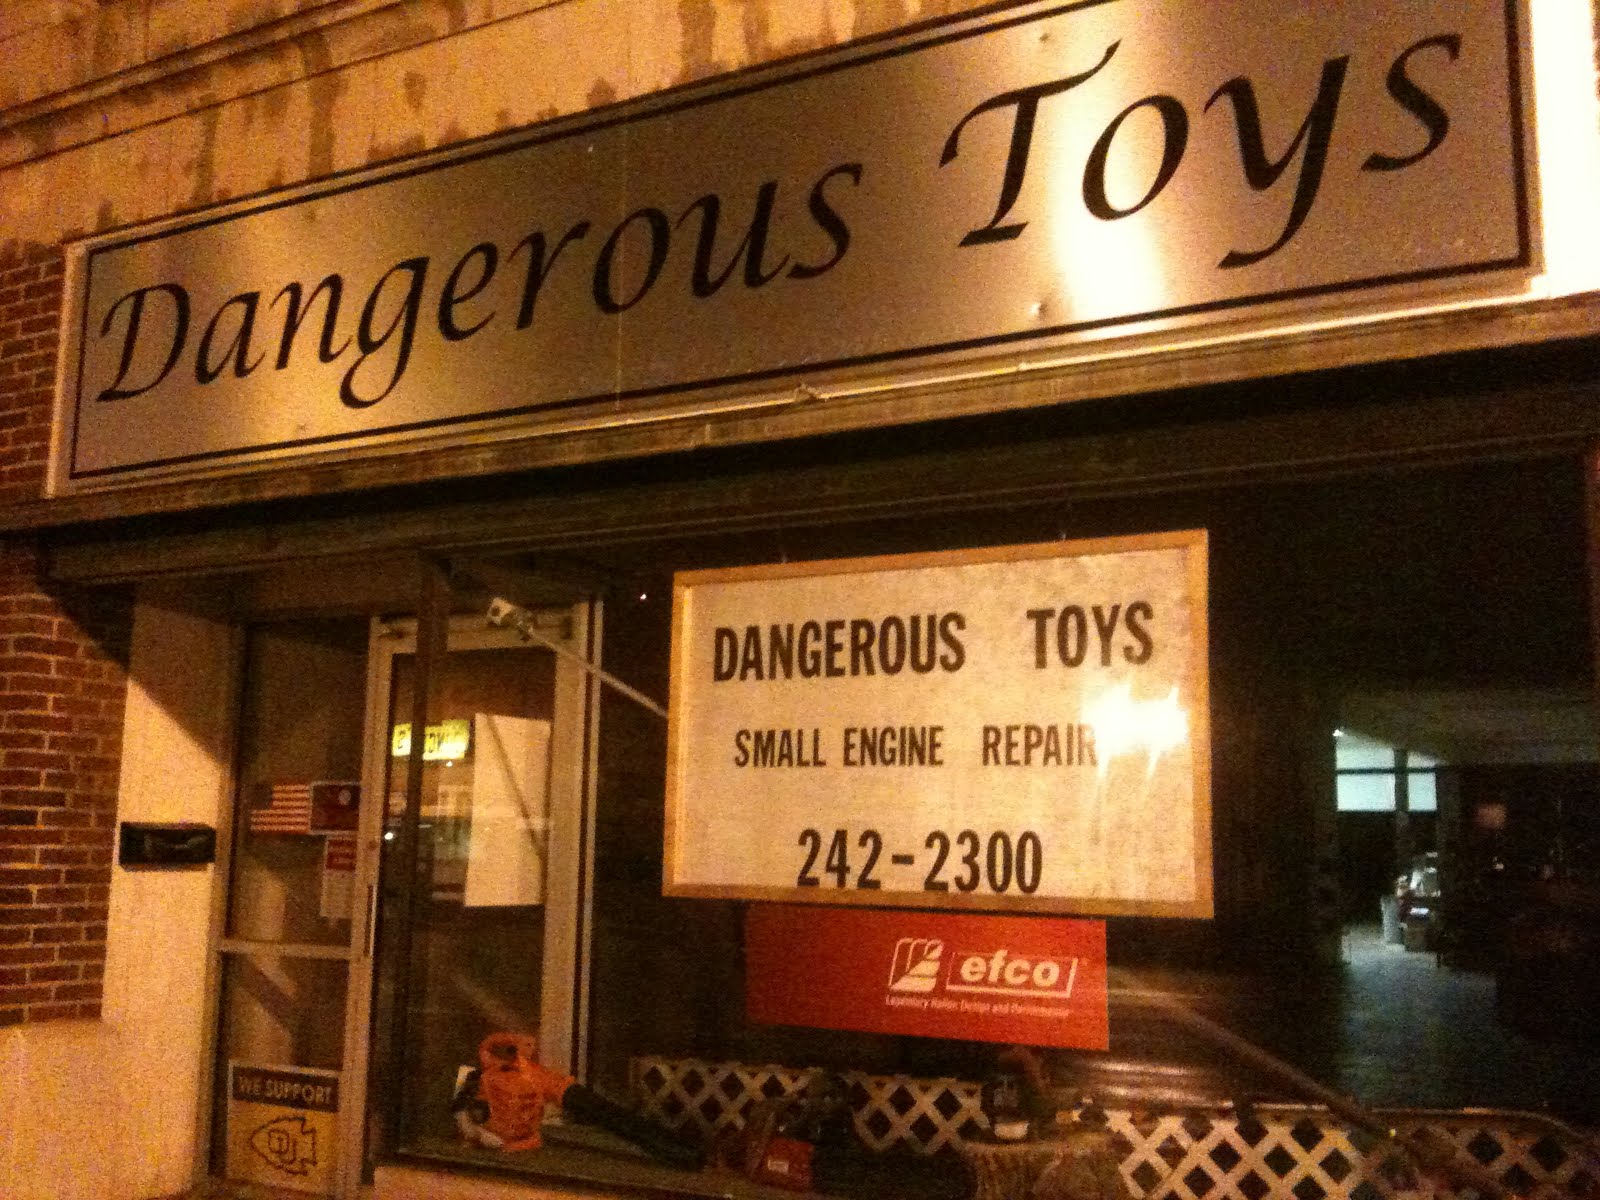 Dangerous Toys
DANGEROUS TOYS
SMALL ENGINE REPAIR
242-2300
efco
WE SUPPORT